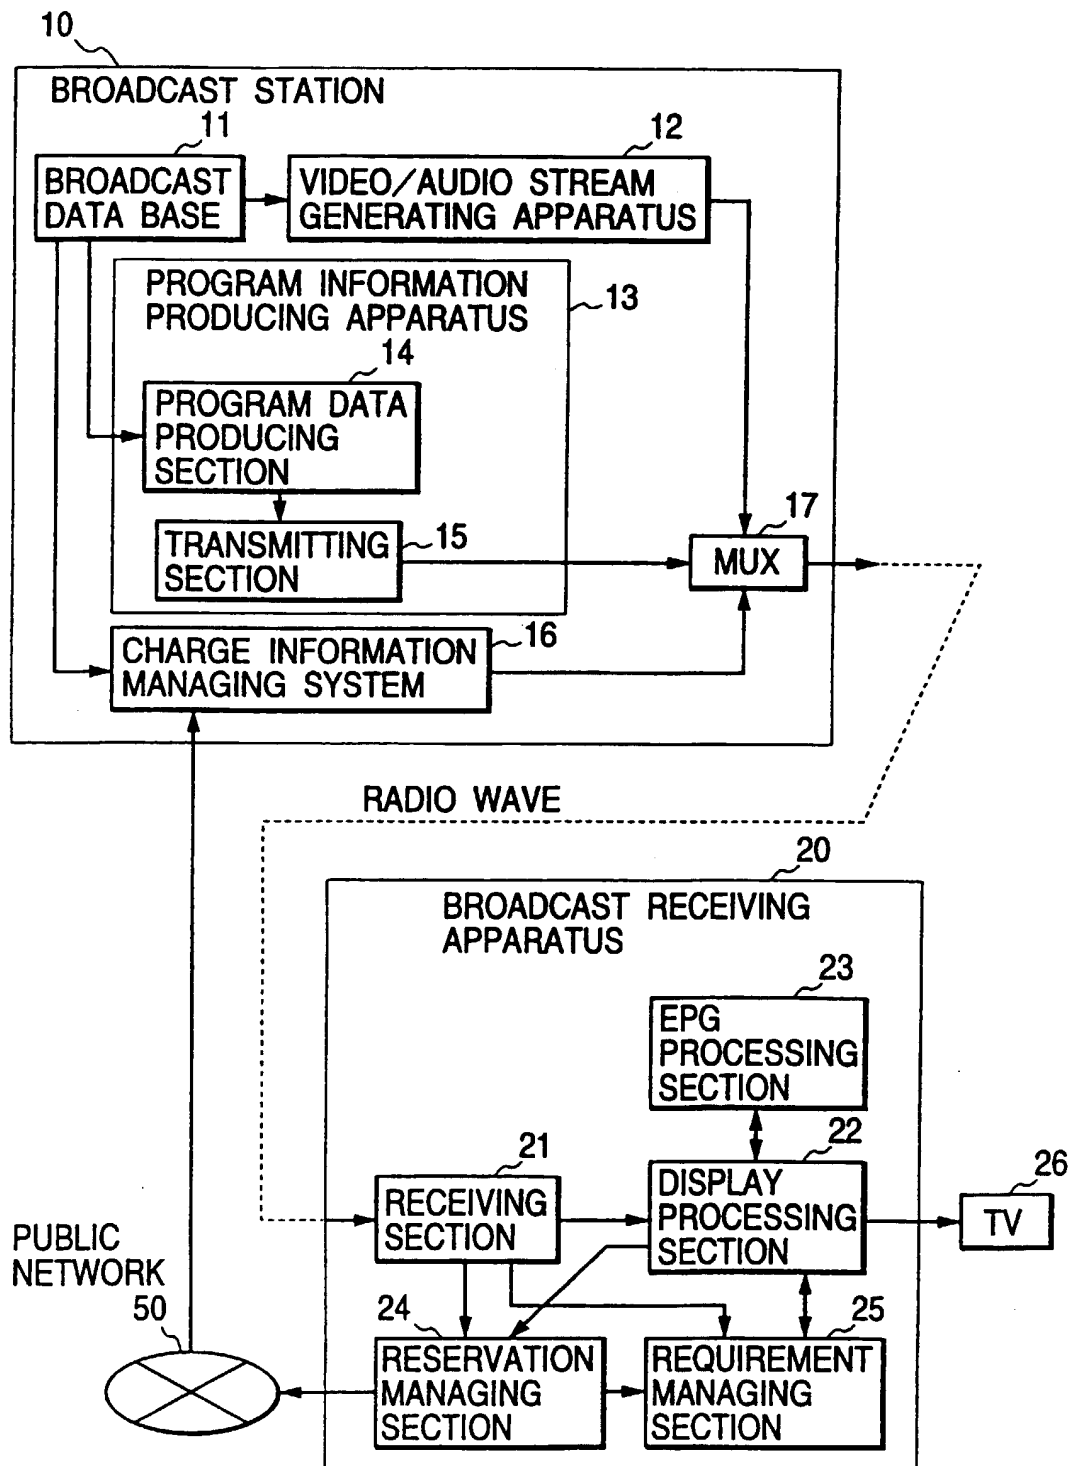 10
BROADCAST STATION
11
12
BROADCAST
DATA BASE
VIDEO/AUDIO STREAM
GENERATING APPARATUS
PROGRAM INFORMATION
PRODUCING APPARATUS
13
14
PROGRAM DATA
PRODUCING
SECTION
15
TRANSMITTING
SECTION
17
MUX
16
CHARGE INFORMATION
MANAGING SYSTEM
RADIO WAVE
20
BROADCAST RECEIVING
APPARATUS
23
EPG
PROCESSING
SECTION
21
22
RECEIVING
SECTION
DISPLAY
PROCESSING
SECTION
26
TV
PUBLIC
NETWORK
50
24
25
RESERVATION
MANAGING
SECTION
REQUIREMENT
MANAGING
SECTION